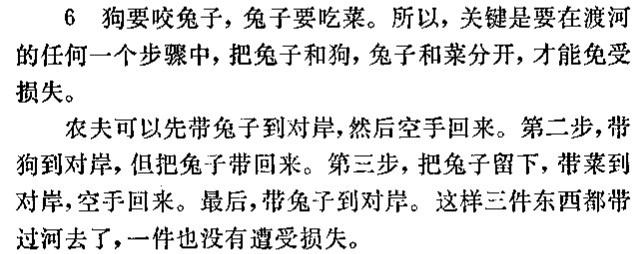 6 狗要咬兔子，兔子要吃菜。所以，关键是要在渡河
的任何一个步骤中，把兔子和狗，兔子和菜分开，才能免受
损失。
农夫可以先带兔子到对岸，然后空手回来。第二步，带
狗到对岸，但把兔子带回来。第三步，把兔子留下，带菜到
对岸，空手回来。最后，带兔子到对岸。这样三件东西都带
过河去了，一件也没有遭受损失。